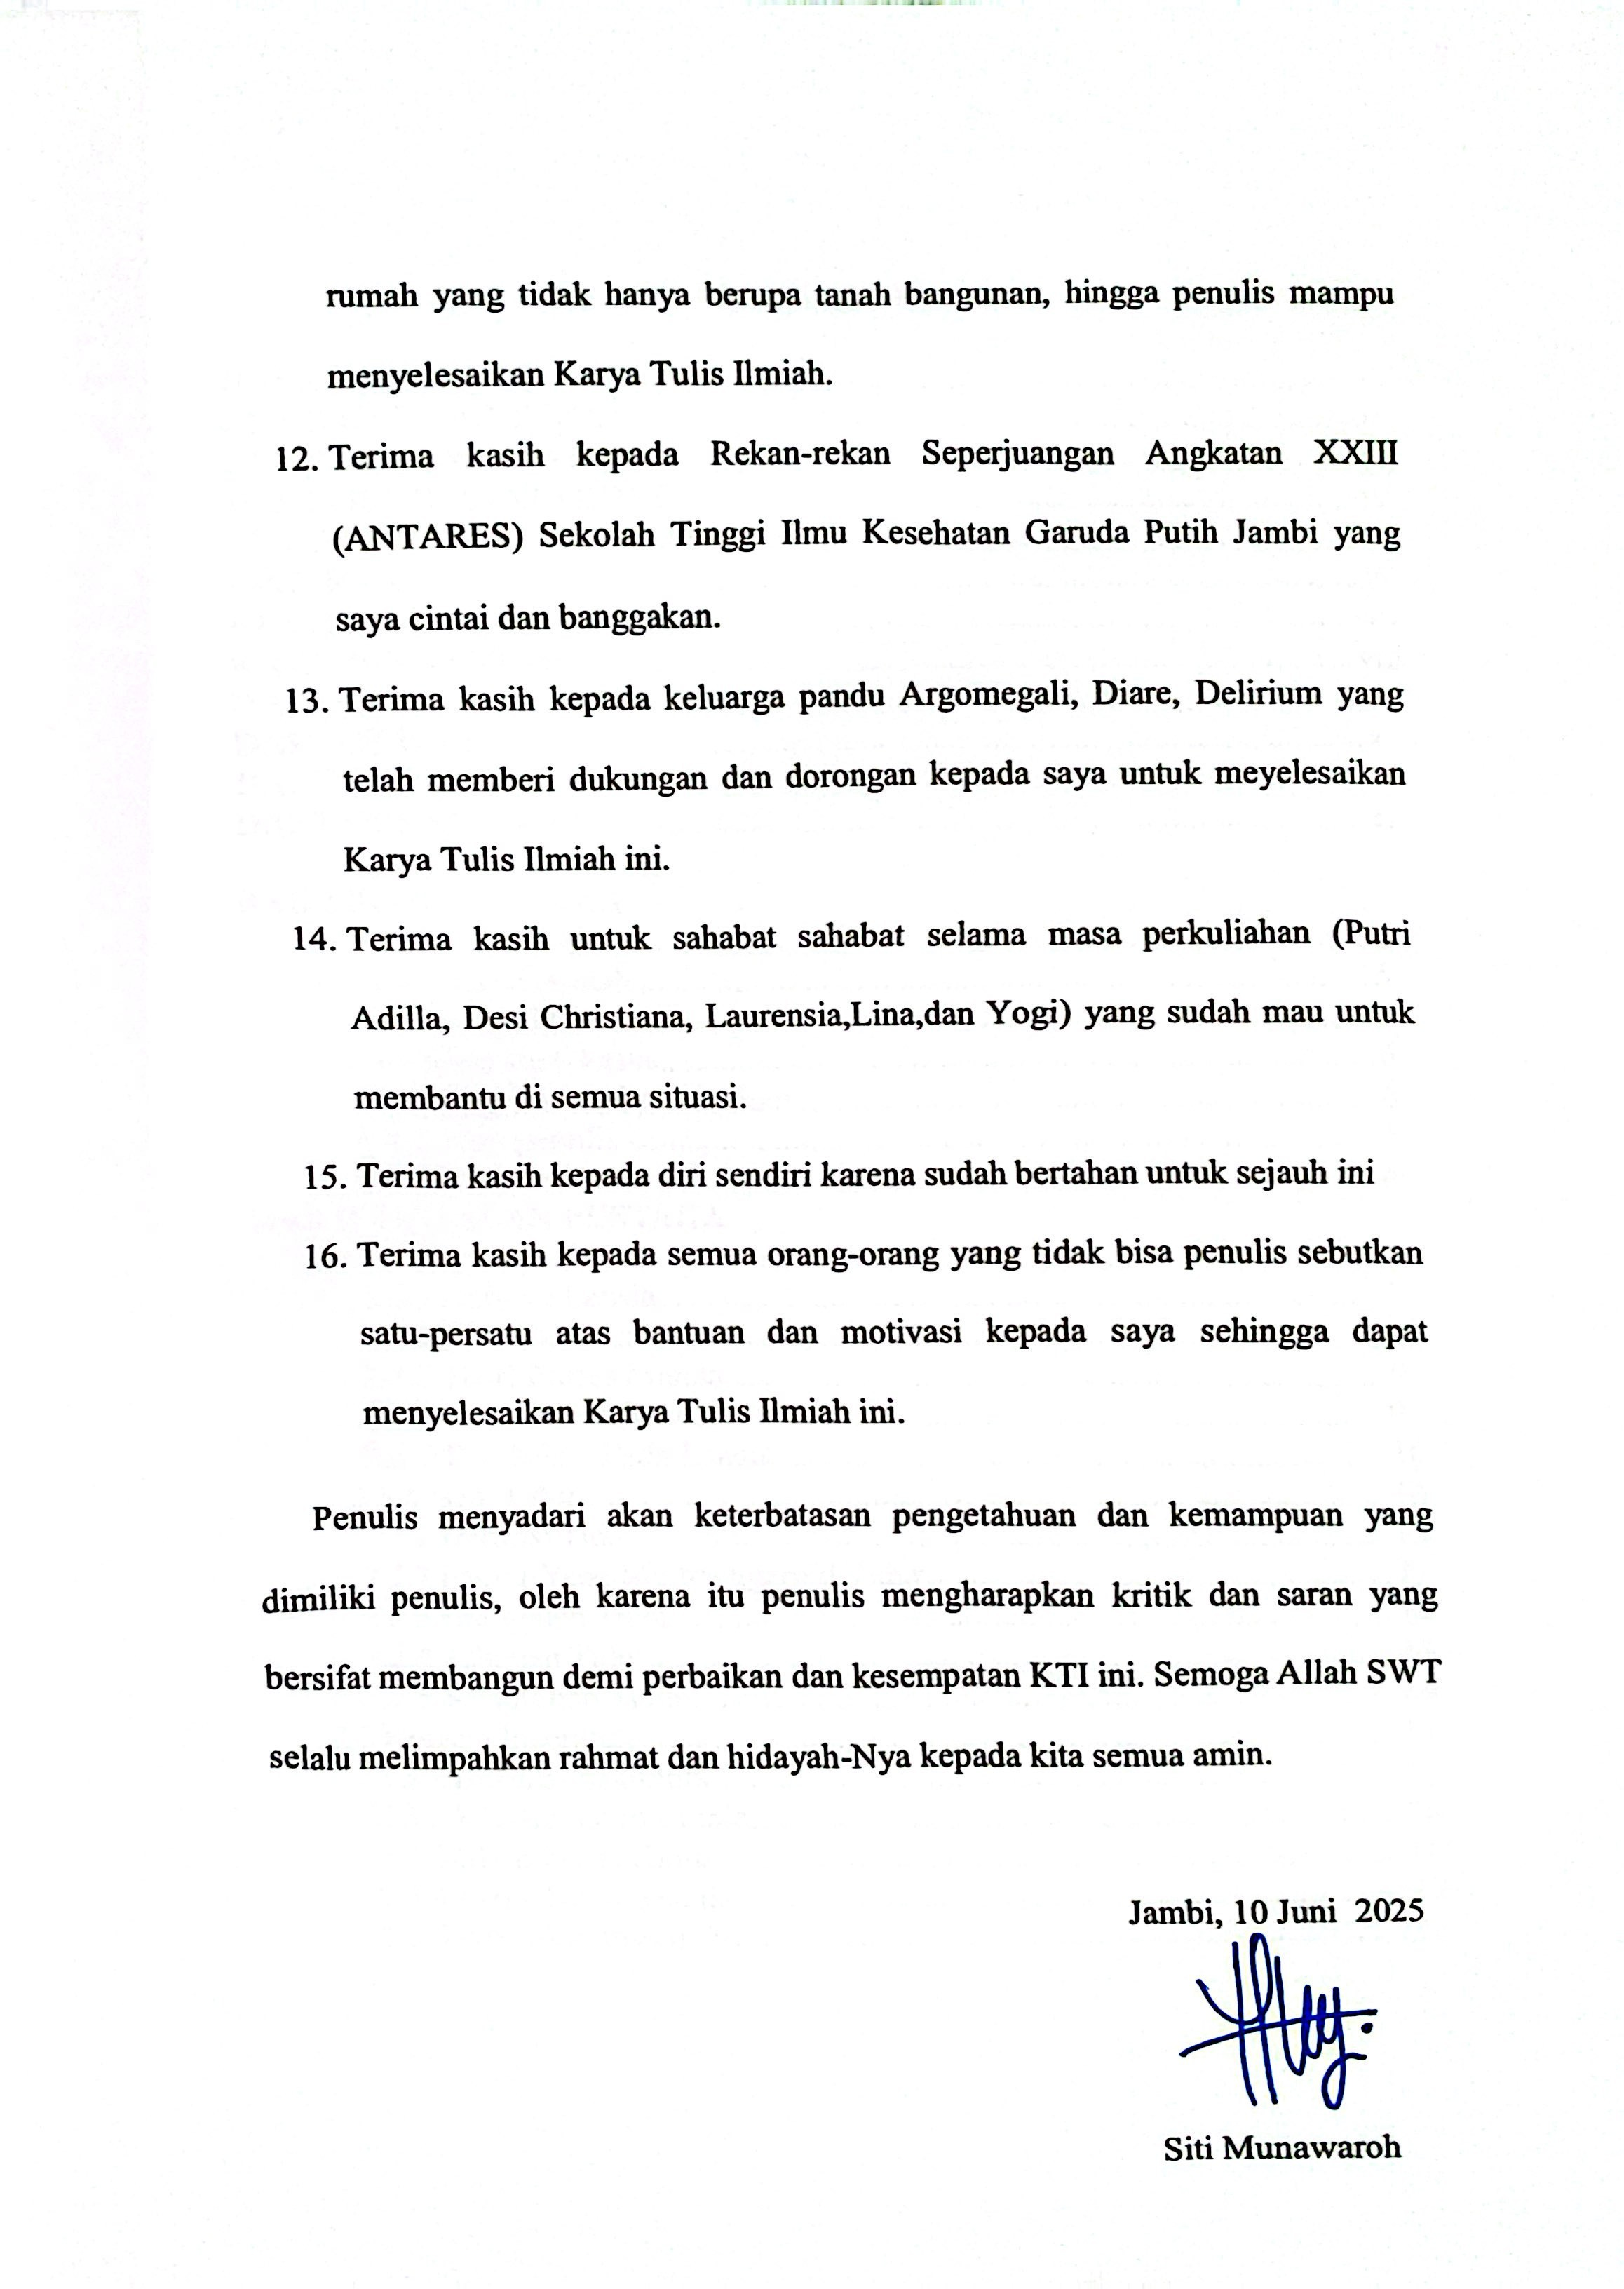 rumah yang tidak hanya berupa tanah bangunan, hingga penulis mampu
menyelesaikan Karya Tulis Ilmiah.
12. Terima kasih kepada Rekan-rekan Seperjuangan Angkatan XXIII
(ANTARES) Sekolah Tinggi Ilmu Kesehatan Garuda Putih Jambi yang
saya cintai dan banggakan.
13. Terima kasih kepada keluarga pandu Argomegali, Diare, Delirium yang
telah memberi dukungan dan dorongan kepada saya untuk meyelesaikan
Karya Tulis Ilmiah ini.
14. Terima kasih untuk sahabat sahabat selama masa perkuliahan (Putri
Adilla, Desi Christiana, Laurensia,Lina,dan Yogi) yang sudah mau untuk
membantu di semua situasi.
15. Terima kasih kepada diri sendiri karena sudah bertahan untuk sejauh ini
16. Terima kasih kepada semua orang-orang yang tidak bisa penulis sebutkan
satu-persatu atas bantuan dan motivasi kepada saya sehingga dapat
menyelesaikan Karya Tulis Ilmiah ini.
Penulis menyadari akan keterbatasan pengetahuan dan kemampuan yang
dimiliki penulis, oleh karena itu penulis mengharapkan kritik dan saran yang
bersifat membangun demi perbaikan dan kesempatan KTI ini. Semoga Allah SWT
selalu melimpahkan rahmat dan hidayah-Nya kepada kita semua amin.
Jambi, 10 Juni 2025
Siti Munawaroh